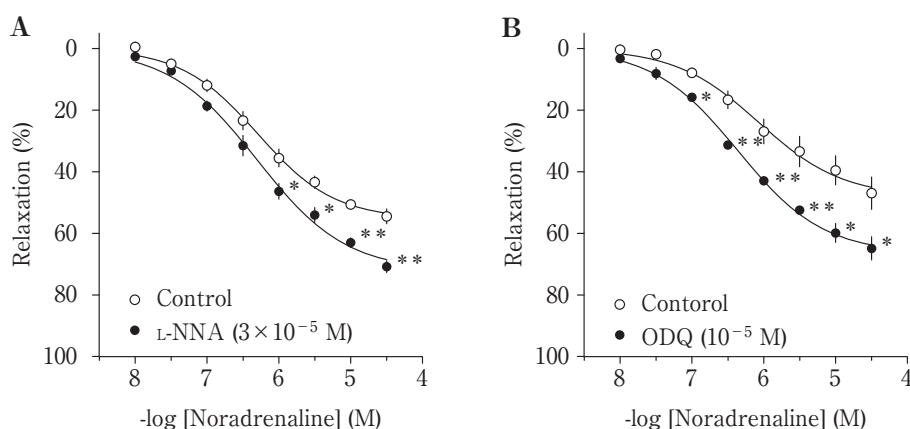 A
0
20
40
60
80
100
Relaxation (%)
*
*
**
**
Control
L-NNA (3×10⁻⁵ M)
8 7 6 5 4
-log [Noradrenaline] (M)
B
0
20
40
60
80
100
Relaxation (%)
*
**
**
**
*
*
Contorol
ODQ (10⁻⁵ M)
8 7 6 5 4
-log [Noradrenaline] (M)